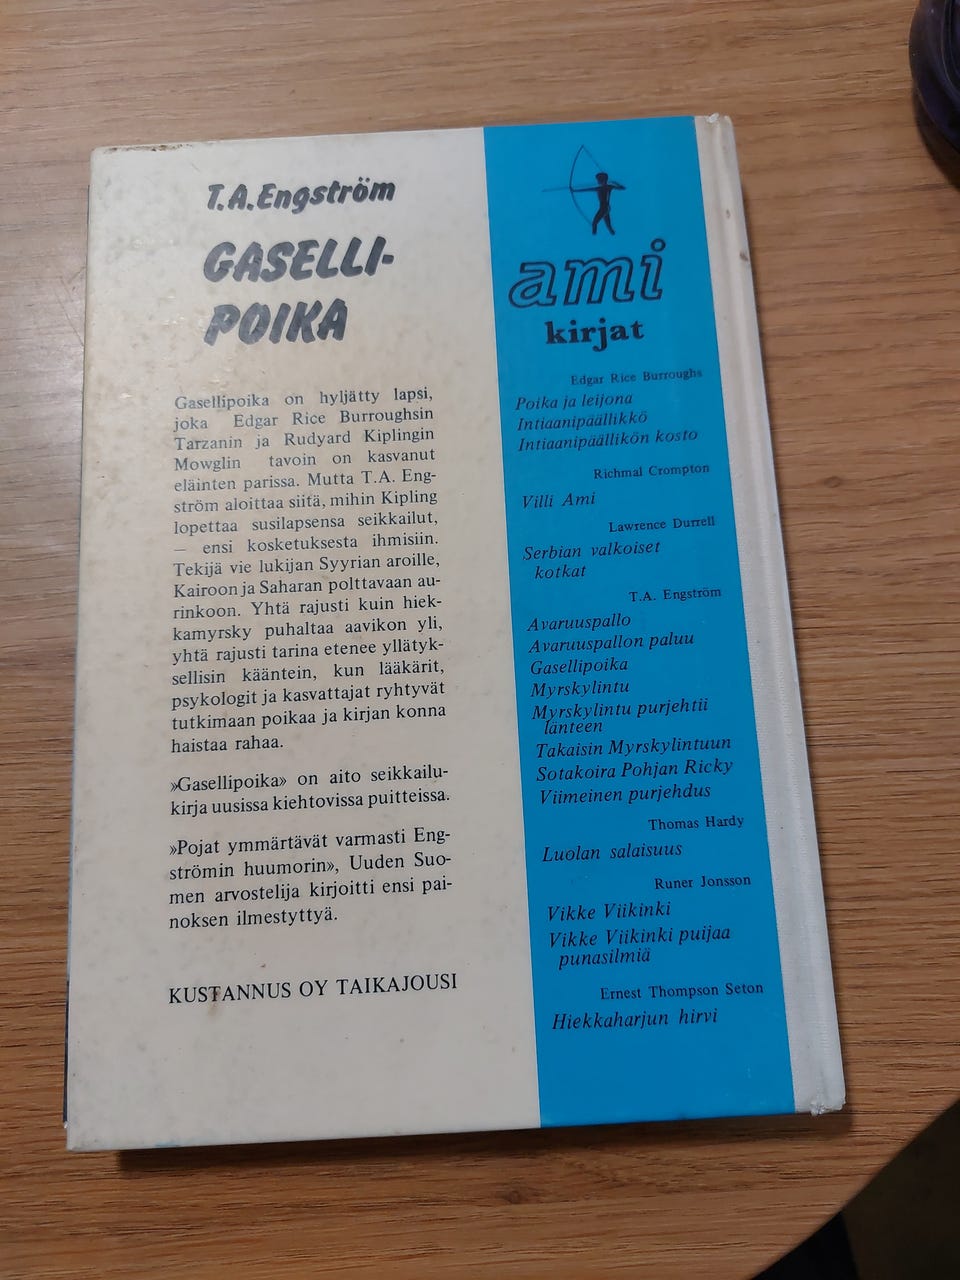 T.A. Engström
GASELLI-
POIKA
Gasellipoika on hyljätty lapsi,
joka Edgar Rice Burroughsin
Tarzanin ja Rudyard Kiplingin
Mowglin tavoin on kasvanut
eläinten parissa. Mutta T.A. Eng-
ström aloittaa siitä, mihin Kipling
lopettaa susilapsensa seikkailut,
— ensi kosketuksesta ihmisiin.
Tekijä vie lukijan Syyrian aroille,
Kairoon ja Saharan polttavaan au-
rinkoon. Yhtä rajusti kuin hiek-
kamyrsky puhaltaa aavikon yli,
yhtä rajusti tarina etenee yllätyk-
sellisin kääntein, kun lääkärit,
psykologit ja kasvattajat ryhtyvät
tutkimaan poikaa ja kirjan konna
haistaa rahaa.
»Gasellipoika» on aito seikkailu-
kirja uusissa kiehtovissa puitteissa.
»Pojat ymmärtävät varmasti Eng-
strömin huumorin», Uuden Suo-
men arvostelija kirjoitti ensi pai-
noksen ilmestyttyä.
KUSTANNUS OY TAIKAJOUSI
ami
kirjat
Edgar Rice Burroughs
Poika ja leijona
Intiaanipäällikkö
Intiaanipäällikön kosto
Richmal Crompton
Villi Ami
Lawrence Durrell
Serbian valkoiset
kotkat
T.A. Engström
Avaruuspallo
Avaruuspallon paluu
Gasellipoika
Myrskylintu
Myrskylintu purjehtii
länteen
Takaisin Myrskylintuun
Sotakoira Pohjan Ricky
Viimeinen purjehdus
Thomas Hardy
Luolan salaisuus
Runer Jonsson
Vikke Viikinki
Vikke Viikinki puijaa
punasilmiä
Ernest Thompson Seton
Hiekkaharjun hirvi